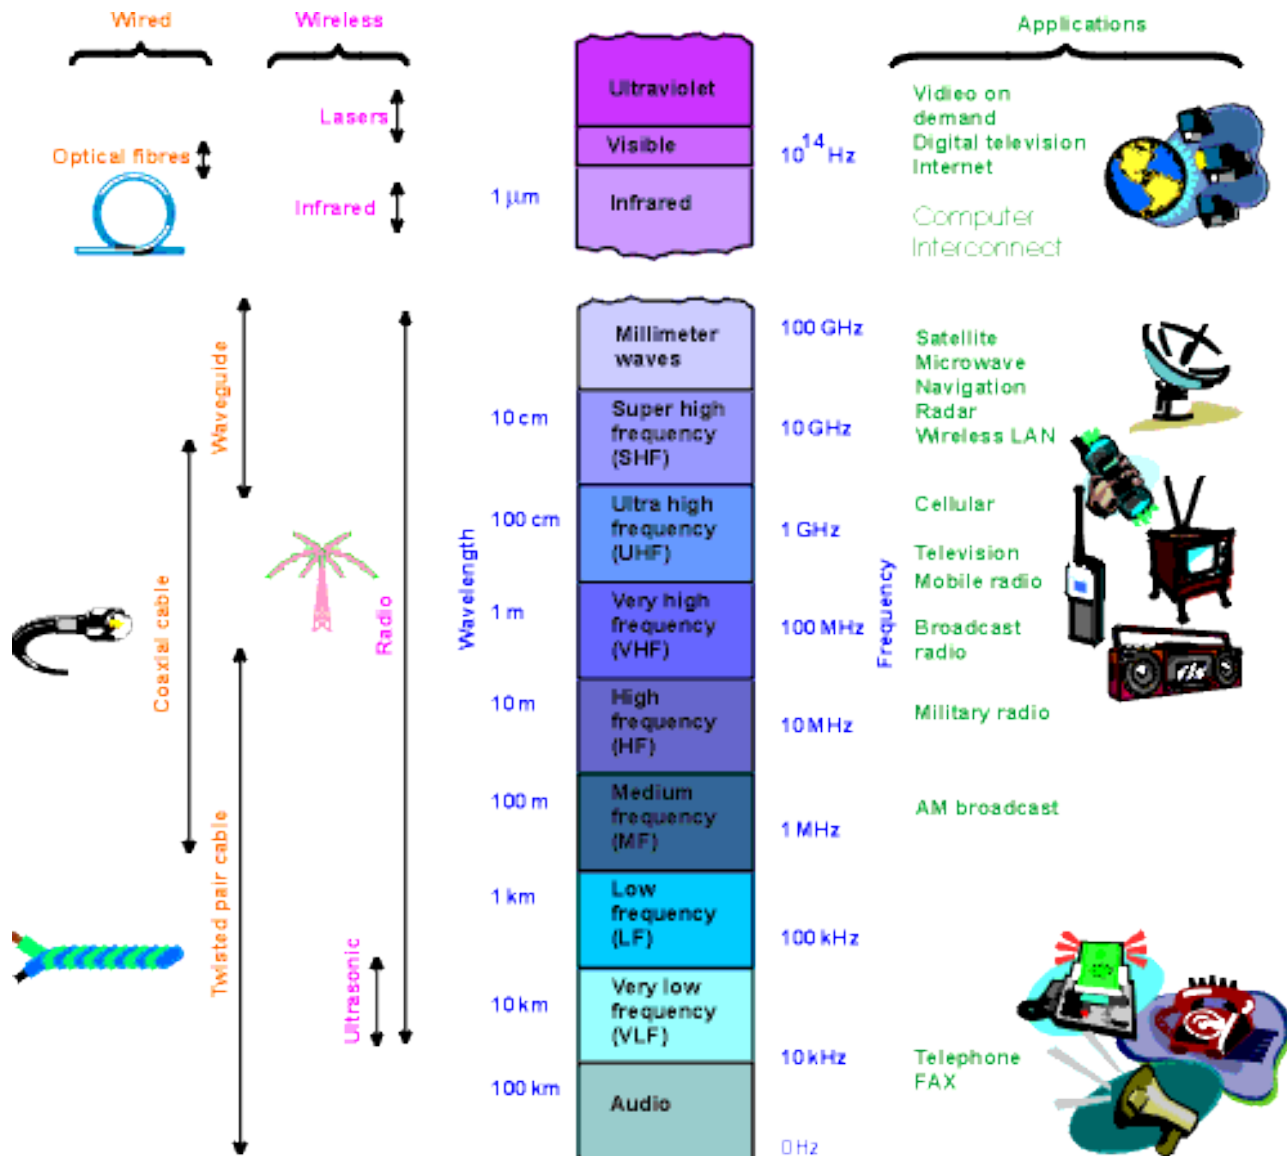 Wired
Wireless
Applications
Lasers
Optical fibres
Infrared
Waveguide
Coaxial cable
Twisted pair cable
Radio
Ultrasonic
Wavelength
1 μm
10 cm
100 cm
1 m
10 m
100 m
1 km
10 km
100 km
Ultraviolet
Visible
Infrared
Millimeter
waves
Super high
frequency
(SHF)
Ultra high
frequency
(UHF)
Very high
frequency
(VHF)
High
frequency
(HF)
Medium
frequency
(MF)
Low
frequency
(LF)
Very low
frequency
(VLF)
Audio
10¹⁴ Hz
100 GHz
10 GHz
1 GHz
100 MHz
10 MHz
1 MHz
100 kHz
10 kHz
0 Hz
Frequency
Vidieo on
demand
Digital television
Internet
Computer
Interconnect
Satellite
Microwave
Navigation
Radar
Wireless LAN
Cellular
Television
Mobile radio
Broadcast
radio
Military radio
AM broadcast
Telephone
FAX